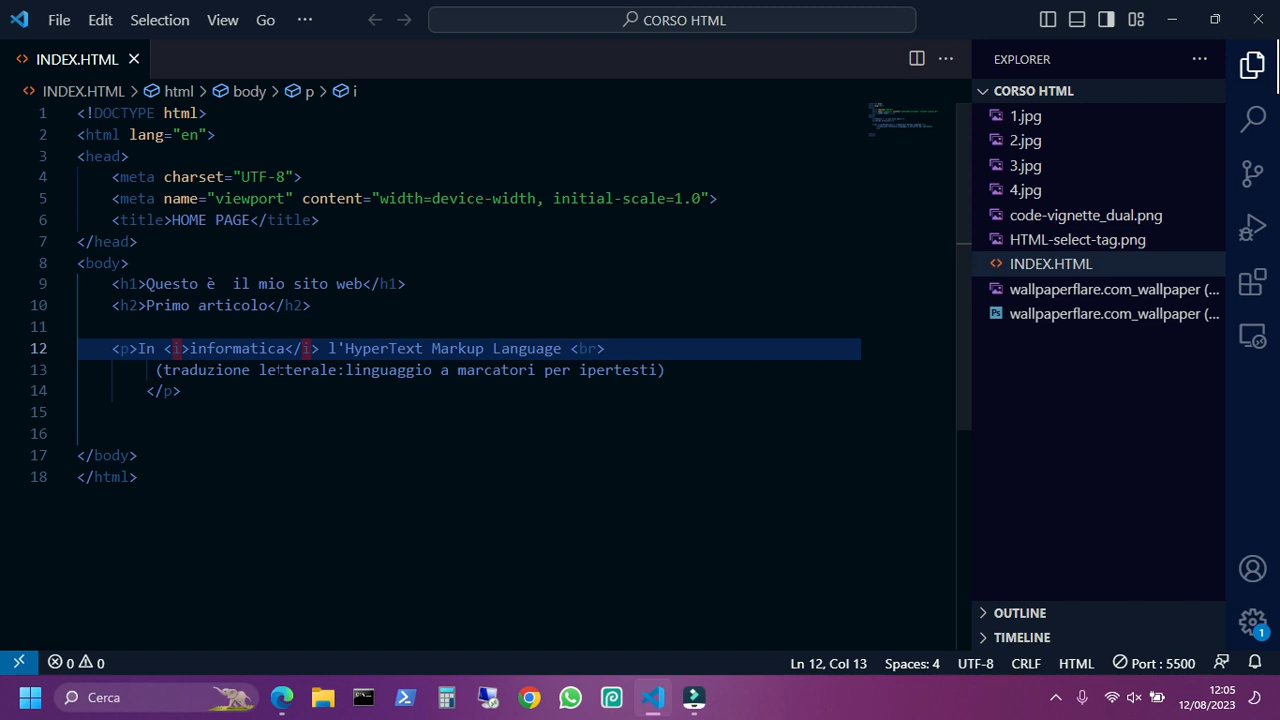 File Edit Selection View Go ··· CORSO HTML
INDEX.HTML
EXPLORER
INDEX.HTML > html > body > p > i
CORSO HTML
1 <!DOCTYPE html>
2 <html lang="en">
3 <head>
4 <meta charset="UTF-8">
5 <meta name="viewport" content="width=device-width, initial-scale=1.0">
6 <title>HOME PAGE</title>
7 </head>
8 <body>
9 <h1>Questo è  il mio sito web</h1>
10 <h2>Primo articolo</h2>
11
12 <p>In <i>informatica</i> l'HyperText Markup Language <br>
13 (traduzione letterale:linguaggio a marcatori per ipertesti)
14 </p>
15
16
17 </body>
18 </html>
1.jpg
2.jpg
3.jpg
4.jpg
code-vignette_dual.png
HTML-select-tag.png
INDEX.HTML
wallpaperflare.com_wallpaper (...
wallpaperflare.com_wallpaper (...
OUTLINE
TIMELINE
1
0 0 Ln 12, Col 13 Spaces: 4 UTF-8 CRLF HTML Port : 5500
Cerca
12:05
12/08/2023